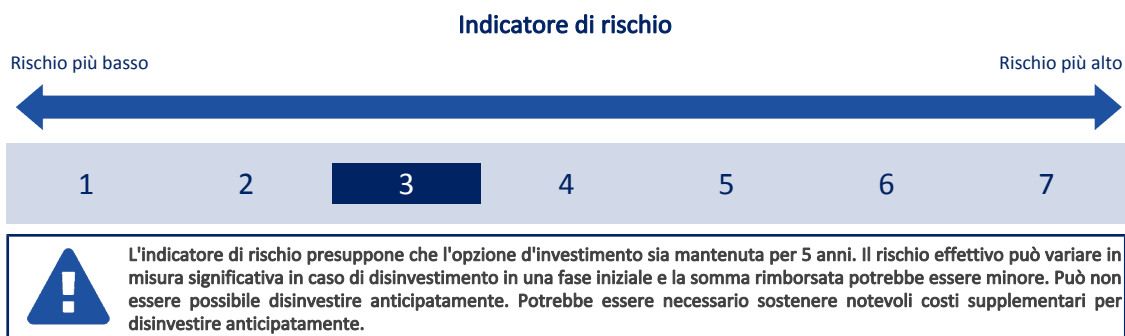 Indicatore di rischio
Rischio più basso Rischio più alto
1 2 3 4 5 6 7
L'indicatore di rischio presuppone che l'opzione d'investimento sia mantenuta per 5 anni. Il rischio effettivo può variare in
misura significativa in caso di disinvestimento in una fase iniziale e la somma rimborsata potrebbe essere minore. Può non
essere possibile disinvestire anticipatamente. Potrebbe essere necessario sostenere notevoli costi supplementari per
disinvestire anticipatamente.